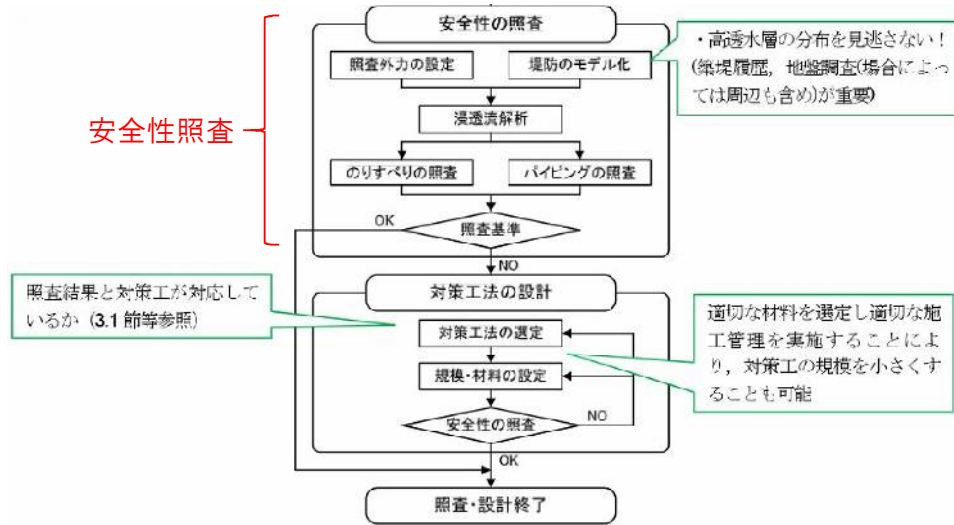 安全性の照査
照査外力の設定
堤防のモデル化
・高透水層の分布を見逃さない！
(築堤履歴，地盤調査(場合によっ
ては周辺も含め)が重要)
安全性照査
浸透流解析
のりすべりの照査
パイピングの照査
OK
照査基準
NO
照査結果と対策工が対応して
いるか（3.1 節等参照）
対策工法の設計
対策工法の選定
適切な材料を選定し適切な施
工管理を実施することによ
り，対策工の規模を小さくす
ることも可能
規模・材料の設定
安全性の照査
NO
OK
照査・設計終了